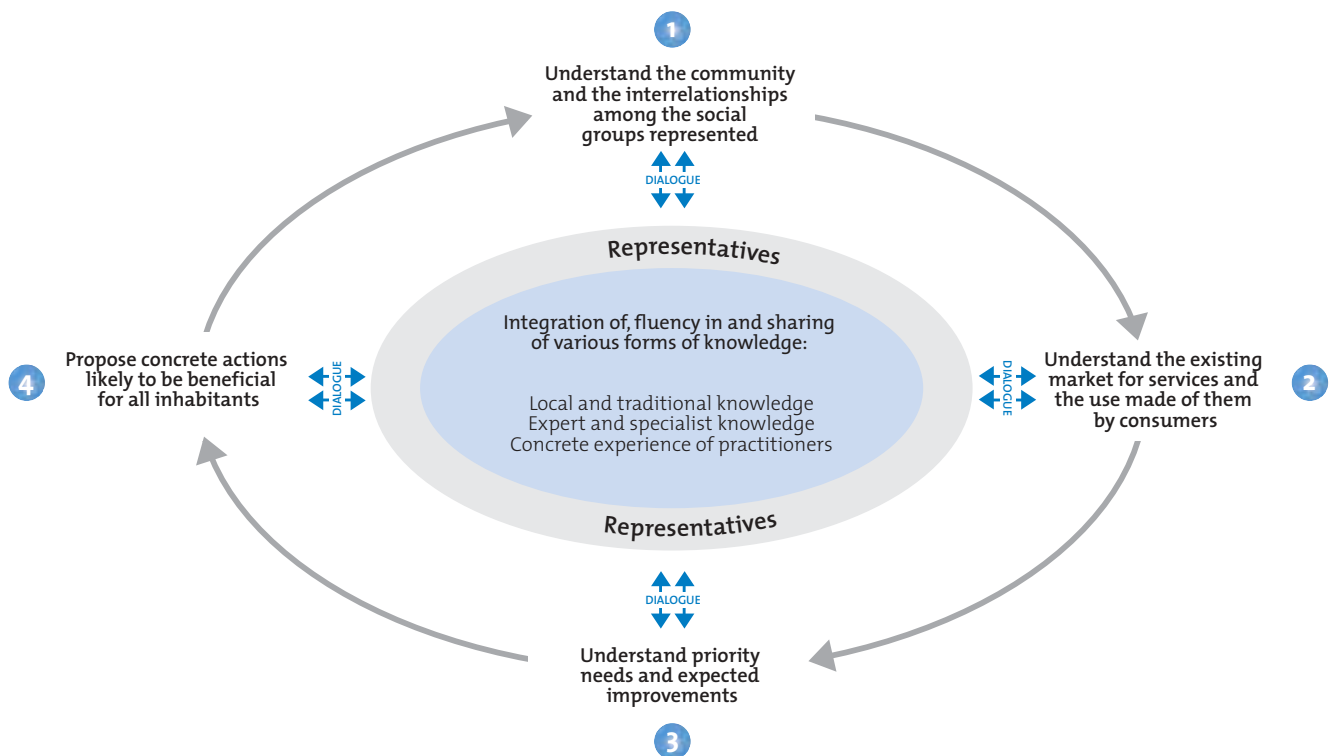 1
Understand the community
and the interrelationships
among the social
groups represented
DIALOGUE
Representatives
Integration of, fluency in and sharing
of various forms of knowledge:
Local and traditional knowledge
Expert and specialist knowledge
Concrete experience of practitioners
Representatives
DIALOGUE
Understand the existing
market for services and
the use made of them
by consumers
2
DIALOGUE
Understand priority
needs and expected
improvements
3
4
Propose concrete actions
likely to be beneficial
for all inhabitants
DIALOGUE